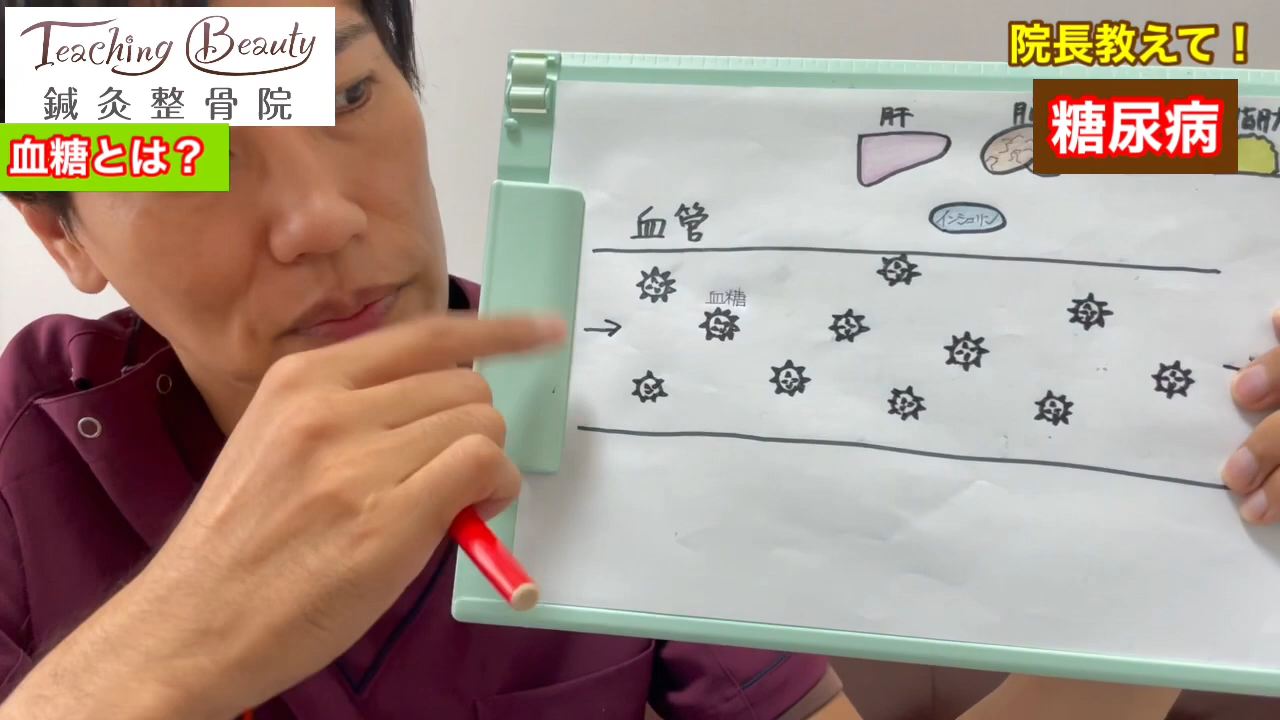 Teaching Beauty
鍼灸整骨院
血糖とは？
院長教えて！
糖尿病
肝
インシュリン
血管
血糖